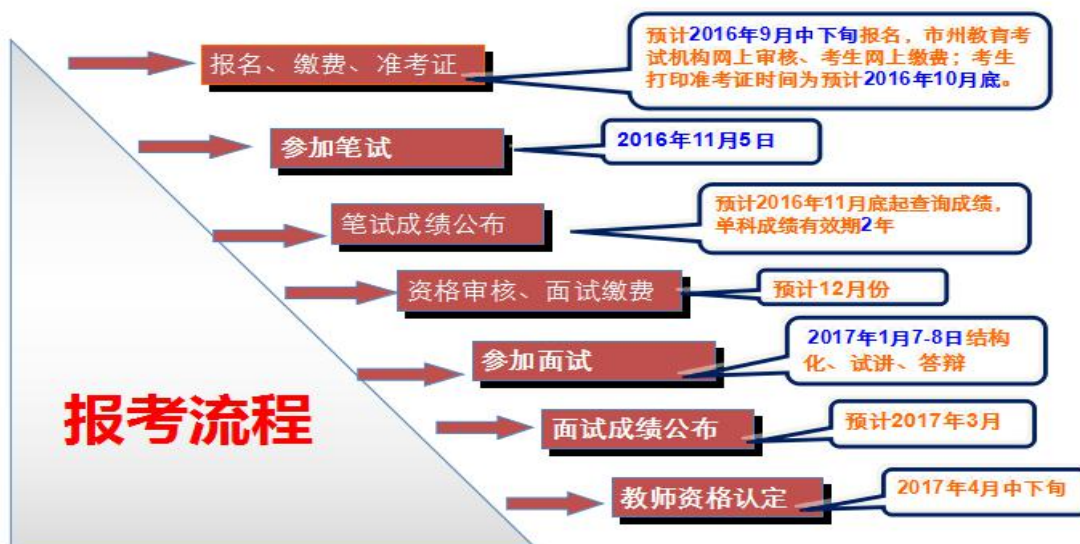 报名、缴费、准考证
预计2016年9月中下旬报名，市州教育考
试机构网上审核、考生网上缴费；考生
打印准考证时间为预计2016年10月底。
参加笔试
2016年11月5日
笔试成绩公布
预计2016年11月底起查询成绩，
单科成绩有效期2年
资格审核、面试缴费
预计12月份
参加面试
2017年1月7-8日结构
化、试讲、答辩
面试成绩公布
预计2017年3月
教师资格认定
2017年4月中下旬
报考流程